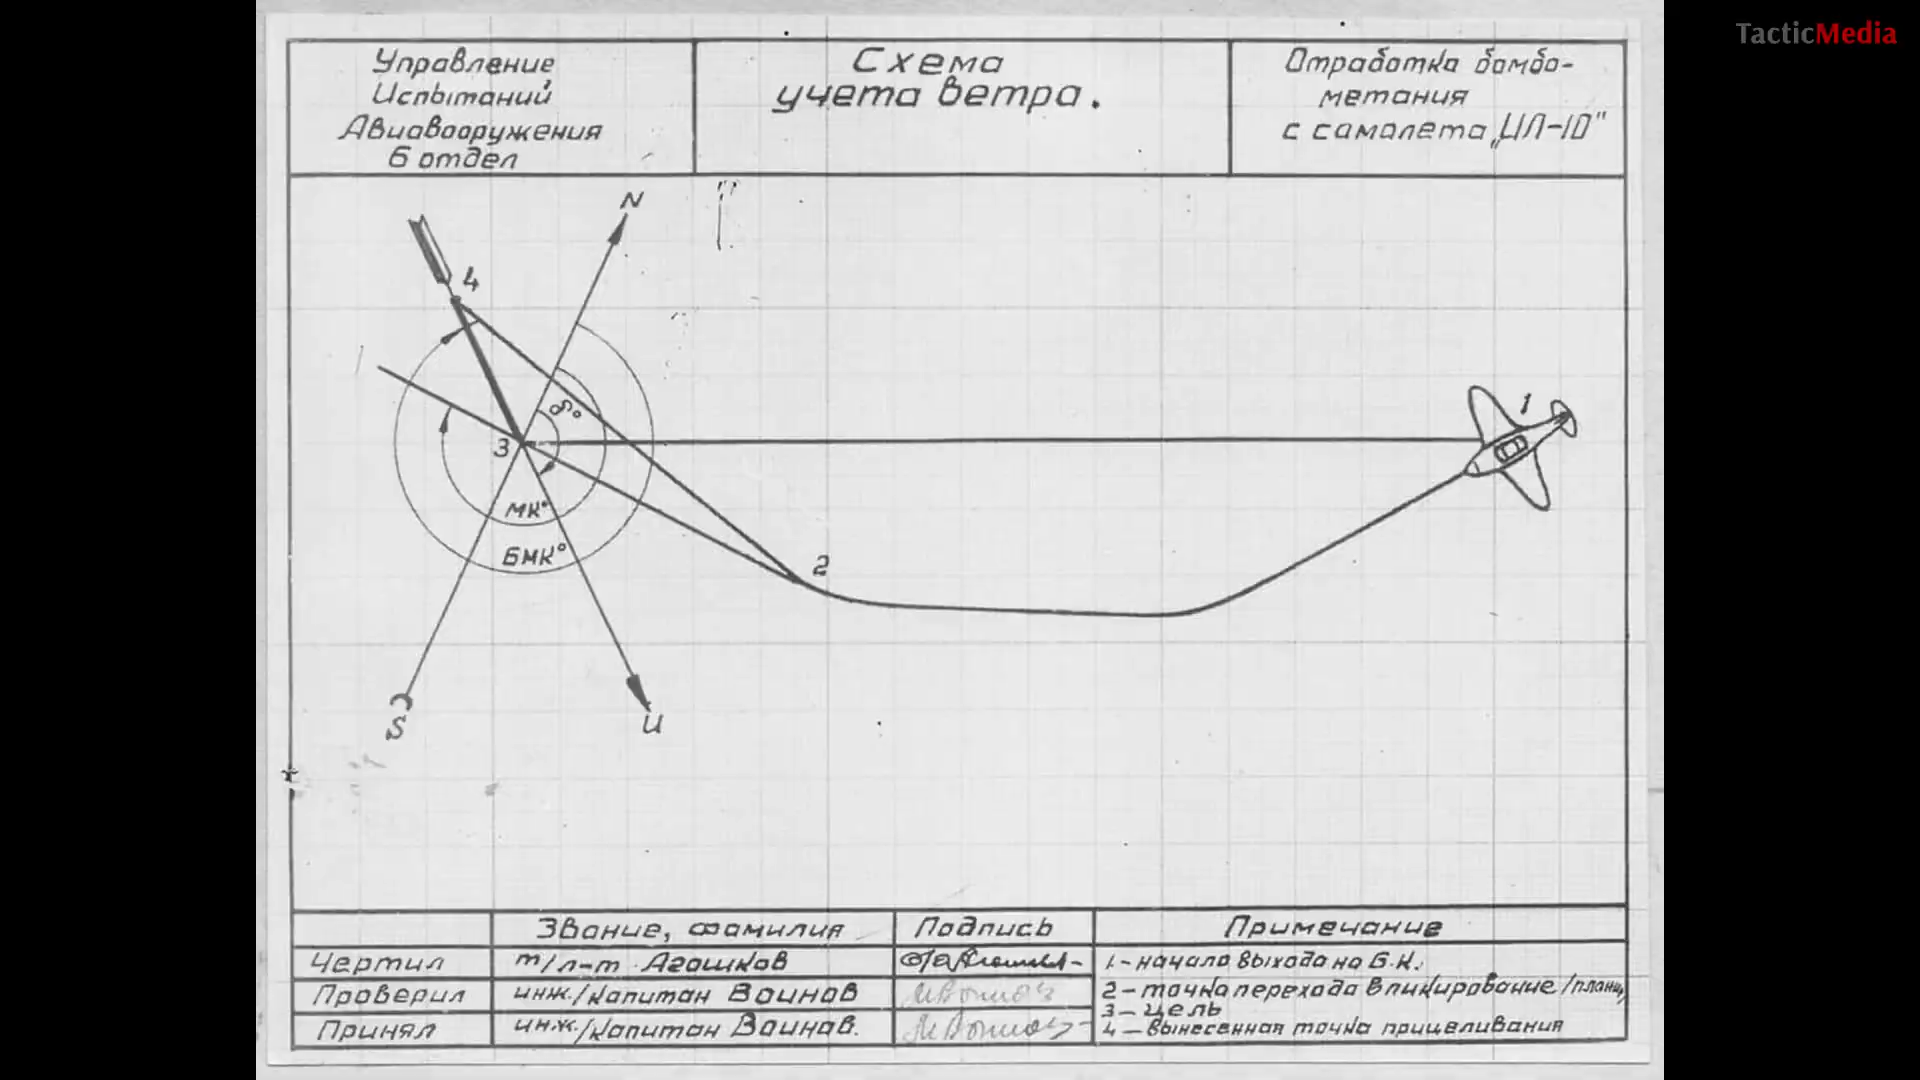 TacticMedia
Управление
Испытаний
Авиавооружения
6 отдел
Схема
учета ветра.
Отработка бомбо-
метания
с самолета „ИЛ-10"
N
4
1
δ°
3
МК°
БМК°
2
S
U
Звание, фамилия
Подпись
Примечание
Чертил
т/л-т Агашков
1-начало выхода на Б.К.
Проверил
инж./капитан Воинов
2-точка перехода в пикирование/планир
3-цель
Принял
инж./капитан Воинов.
4-вынесенная точка прицеливания